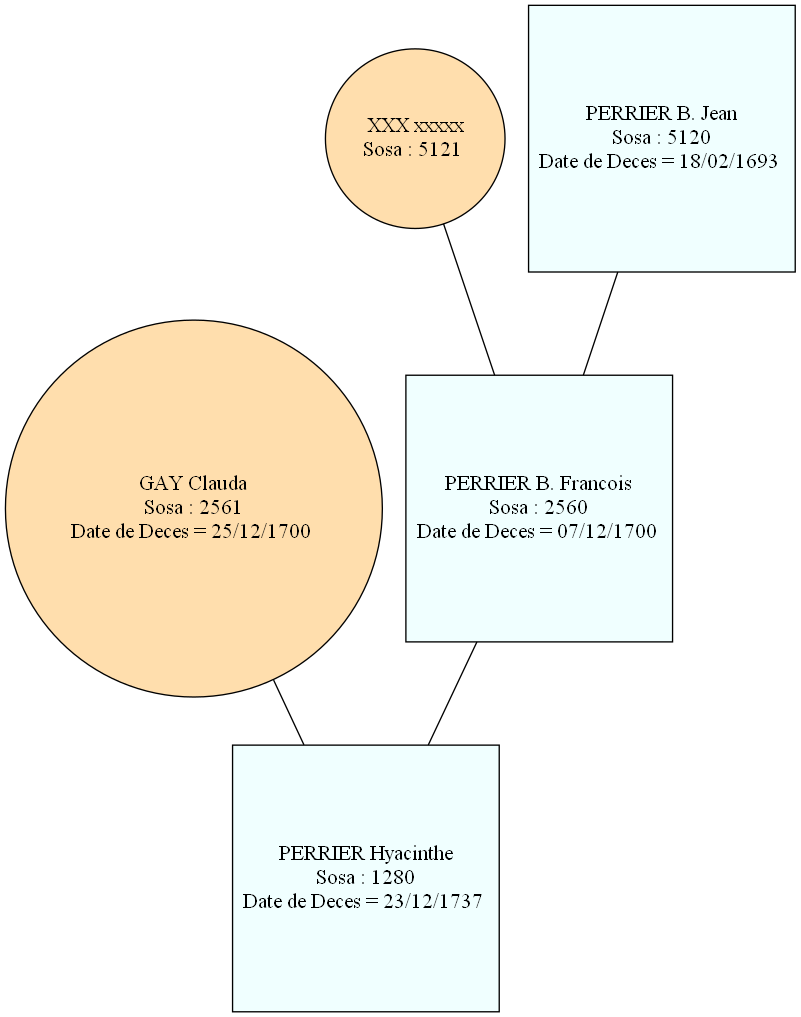 PERRIER B. Jean
Sosa : 5120
Date de Deces = 18/02/1693
XXX xxxxx
Sosa : 5121
GAY Clauda
Sosa : 2561
Date de Deces = 25/12/1700
PERRIER B. Francois
Sosa : 2560
Date de Deces = 07/12/1700
PERRIER Hyacinthe
Sosa : 1280
Date de Deces = 23/12/1737